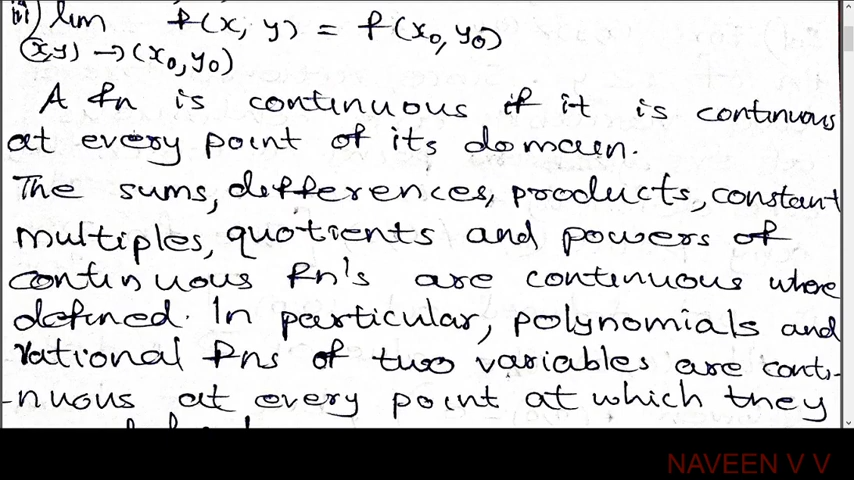 iii) lim f(x, y) = f(x₀, y₀)
(x,y) → (x₀, y₀)
A fn is continuous if it is continuous
at every point of its domain.
The sums, differences, products, constant
multiples, quotients and powers of
continuous fn's are continuous where
defined. In particular, polynomials and
rational fns of two variables are conti-
-nuous at every point at which they
NAVEEN V V